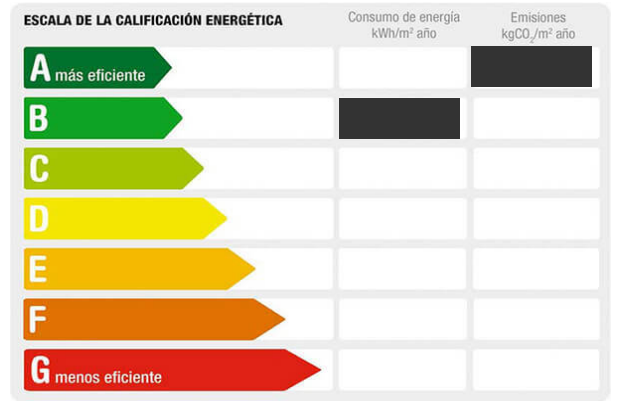 ESCALA DE LA CALIFICACIÓN ENERGÉTICA
Consumo de energía
kWh/m² año
Emisiones
kgCO₂/m² año
A más eficiente
B
C
D
E
F
G menos eficiente